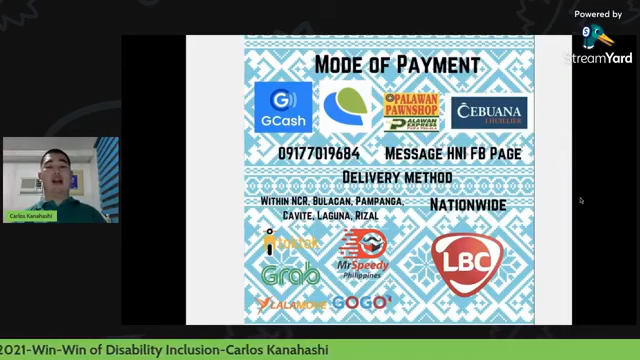 Powered by
StreamYard
MODE OF PAYMENT
GCash
PALAWAN
PAWNSHOP
PALAWAN
EXPRESS
CEBUANA
LHUILLIER
09177019684 MESSAGE HNI FB PAGE
DELIVERY METHOD
WITHIN NCR, BULACAN, PAMPANGA,
CAVITE, LAGUNA, RIZAL
NATIONWIDE
toktok
MrSpeedy
Philippines
Grab
LBC
LALAMOVE
GOGO
Carlos Kanahashi
2021-Win-Win of Disability Inclusion-Carlos Kanahashi